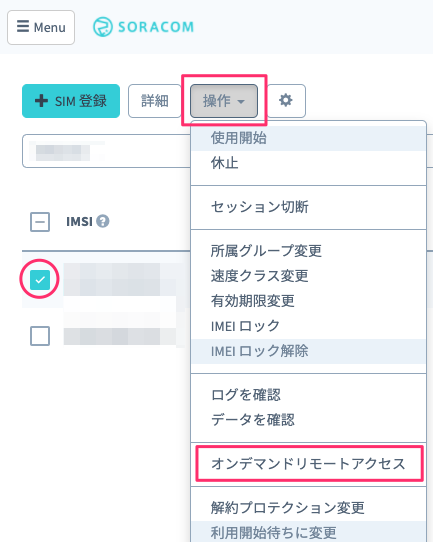 Menu
SORACOM
+ SIM 登録
詳細
操作
使用開始
休止
セッション切断
IMSI
所属グループ変更
速度クラス変更
有効期限変更
IMEI ロック
IMEI ロック解除
ログを確認
データを確認
オンデマンドリモートアクセス
解約プロテクション変更
利用開始待ちに変更